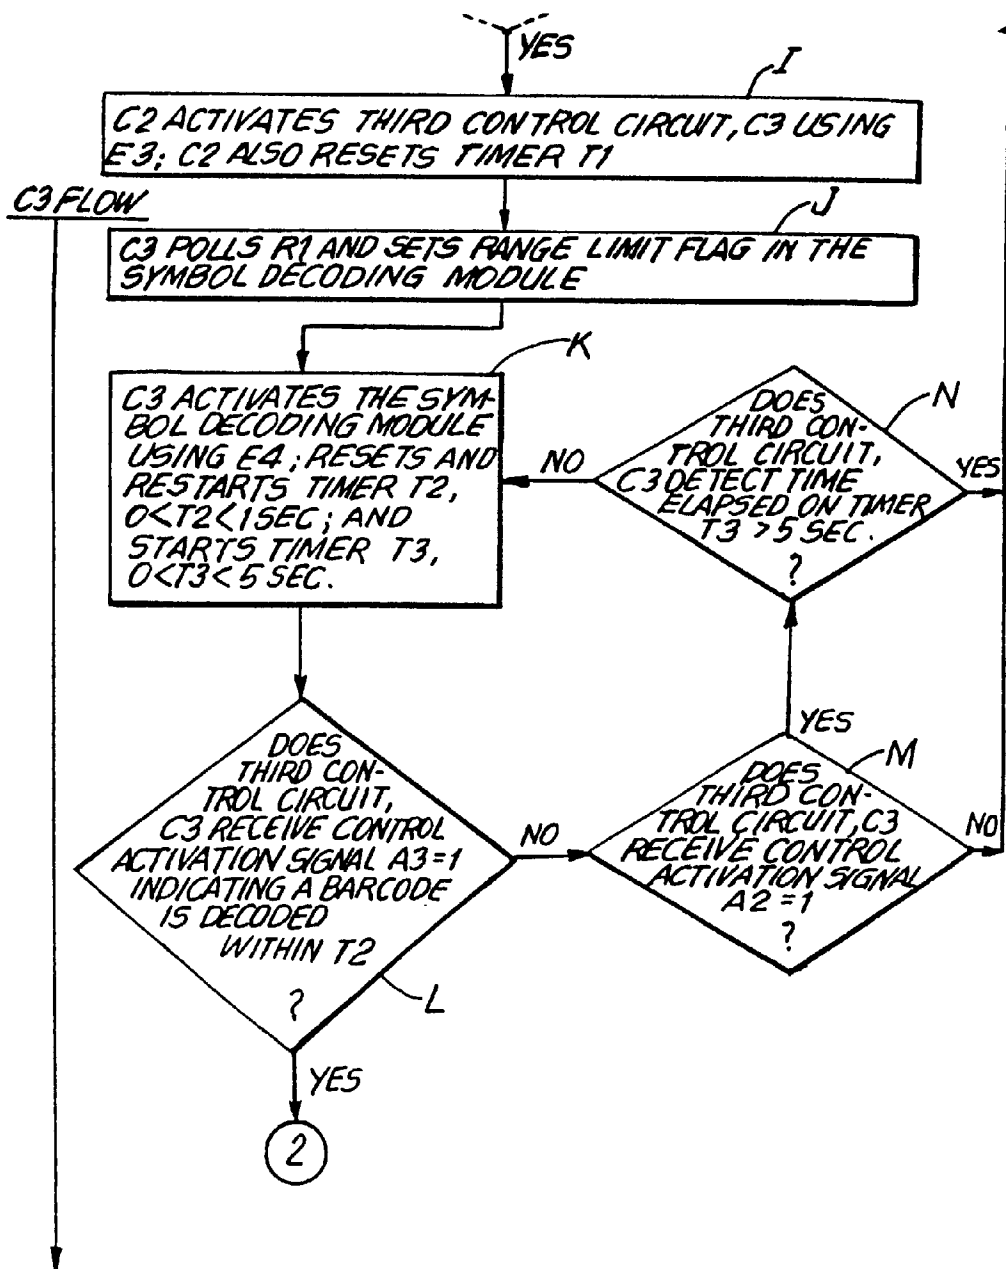 YES
I
C2 ACTIVATES THIRD CONTROL CIRCUIT, C3 USING
E3; C2 ALSO RESETS TIMER T1
C3 FLOW
J
C3 POLLS R1 AND SETS RANGE LIMIT FLAG IN THE
SYMBOL DECODING MODULE
K
C3 ACTIVATES THE SYM-
BOL DECODING MODULE
USING E4; RESETS AND
RESTARTS TIMER T2,
0<T2<1SEC; AND
STARTS TIMER T3,
0<T3<5 SEC.
N
DOES
THIRD CON-
TROL CIRCUIT,
C3 DETECT TIME
ELAPSED ON TIMER
T3 >5 SEC.
?
NO
YES
YES
M
DOES
THIRD CON-
TROL CIRCUIT, C3
RECEIVE CONTROL
ACTIVATION SIGNAL
A2 =1
?
NO
NO
DOES
THIRD CON-
TROL CIRCUIT,
C3 RECEIVE CONTROL
ACTIVATION SIGNAL A3=1
INDICATING A BARCODE
IS DECODED
WITHIN T2
?
L
YES
2